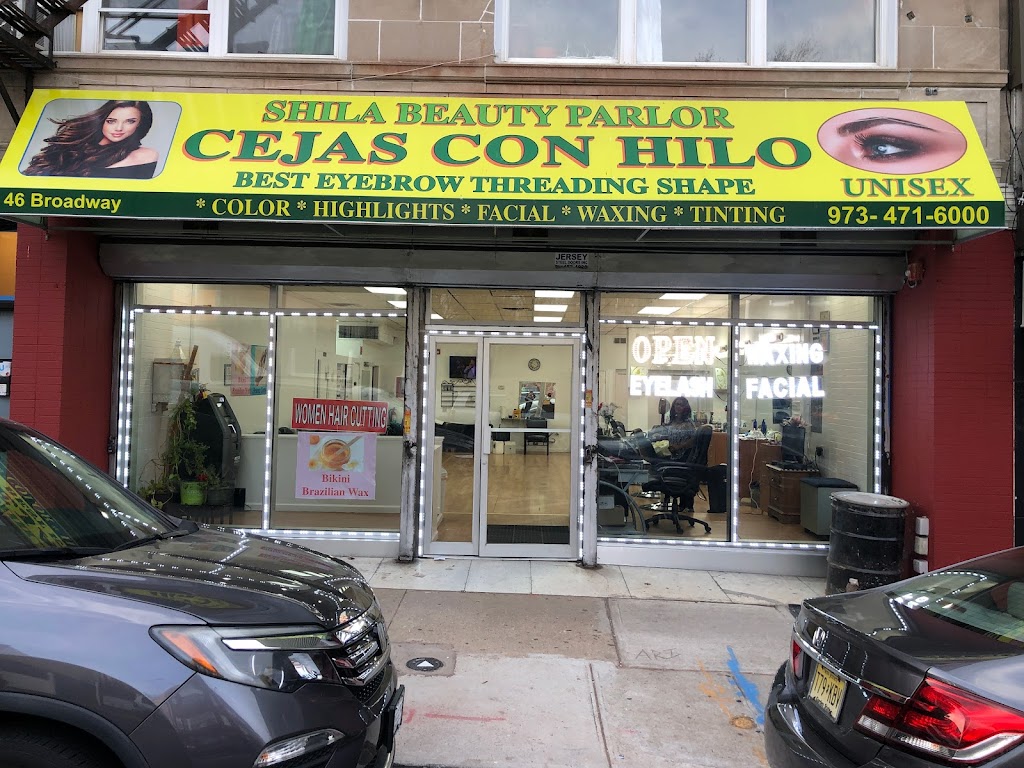 SHILA BEAUTY PARLOR
CEJAS CON HILO
BEST EYEBROW THREADING SHAPE
UNISEX
46 Broadway
* COLOR * HIGHLIGHTS * FACIAL * WAXING * TINTING
973- 471-6000
JERSEY
OPEN
WAXING
EYELASH
FACIAL
WOMEN HAIR CUTTING
Bikini
Brazilian Wax
ART